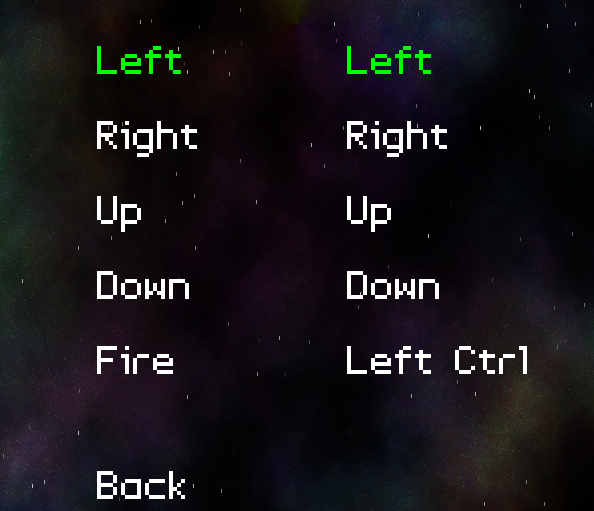 Left Left
Right Right
Up Up
Down Down
Fire Left Ctrl
Back